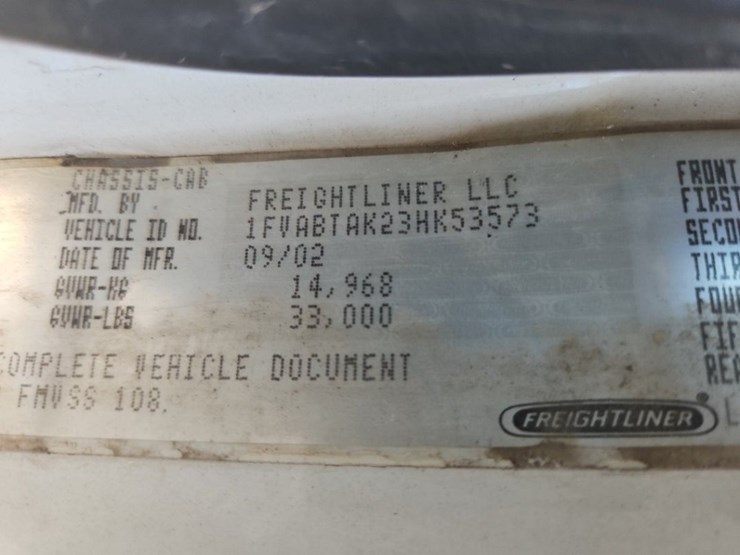 CHASSIS-CAB
MFD. BY FREIGHTLINER LLC
VEHICLE ID NO. 1FVABTAK23HK53573
DATE OF MFR. 09/02
GVWR-KG 14,968
GVWR-LBS 33,000
COMPLETE VEHICLE DOCUMENT
FMVSS 108.
FREIGHTLINER
FRONT
FIRST
SECO
THIR
FOU
FIF
REA